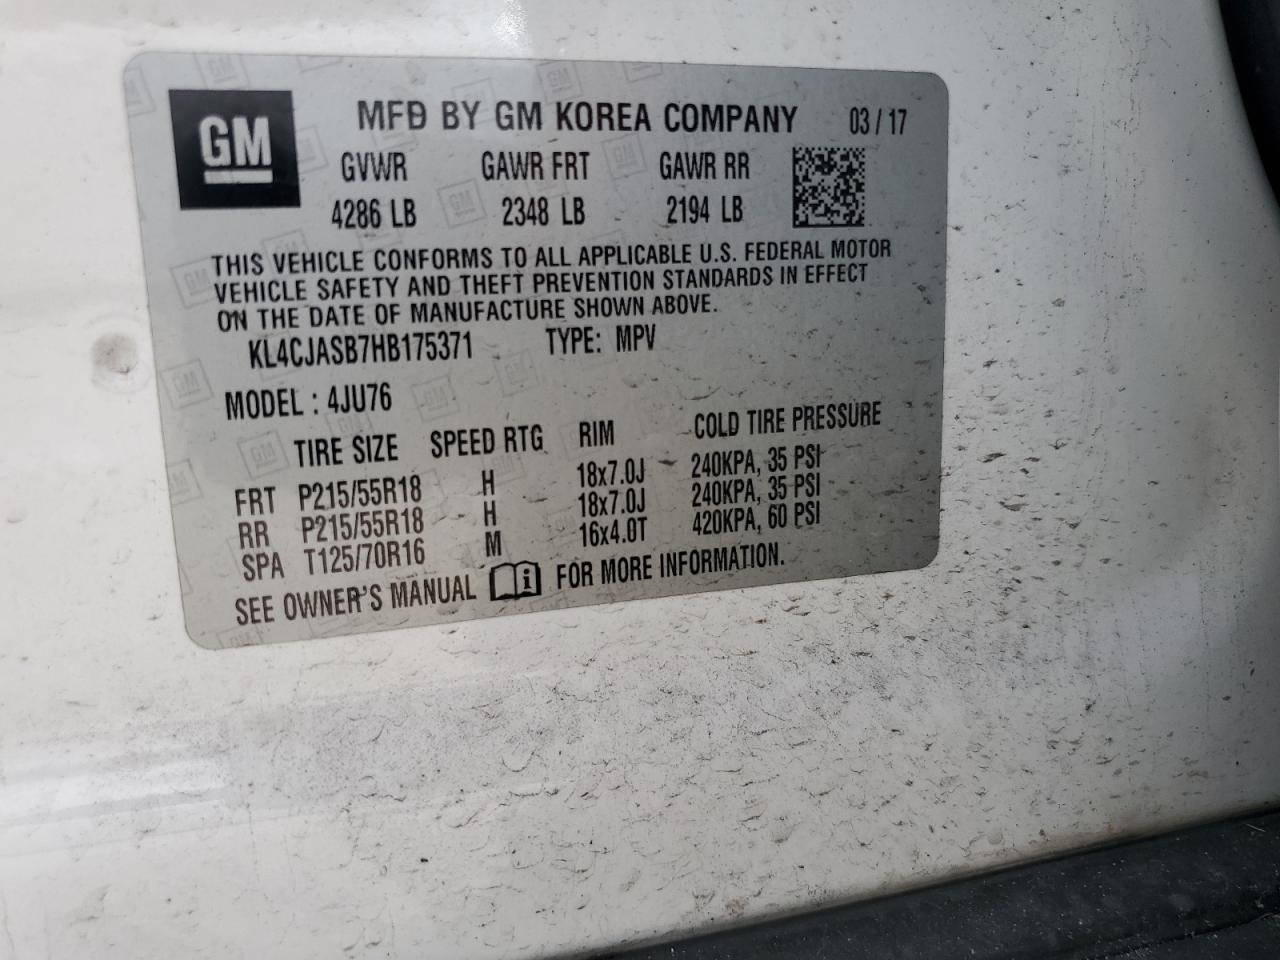 GM
MFD BY GM KOREA COMPANY 03/17
GVWR GAWR FRT GAWR RR
4286 LB 2348 LB 2194 LB
THIS VEHICLE CONFORMS TO ALL APPLICABLE U.S. FEDERAL MOTOR
VEHICLE SAFETY AND THEFT PREVENTION STANDARDS IN EFFECT
ON THE DATE OF MANUFACTURE SHOWN ABOVE.
KL4CJASB7HB175371 TYPE: MPV
MODEL : 4JU76
TIRE SIZE SPEED RTG RIM COLD TIRE PRESSURE
FRT P215/55R18 H 18x7.0J 240KPA, 35 PSI
RR P215/55R18 H 18x7.0J 240KPA, 35 PSI
SPA T125/70R16 M 16x4.0T 420KPA, 60 PSI
SEE OWNER'S MANUAL i FOR MORE INFORMATION.